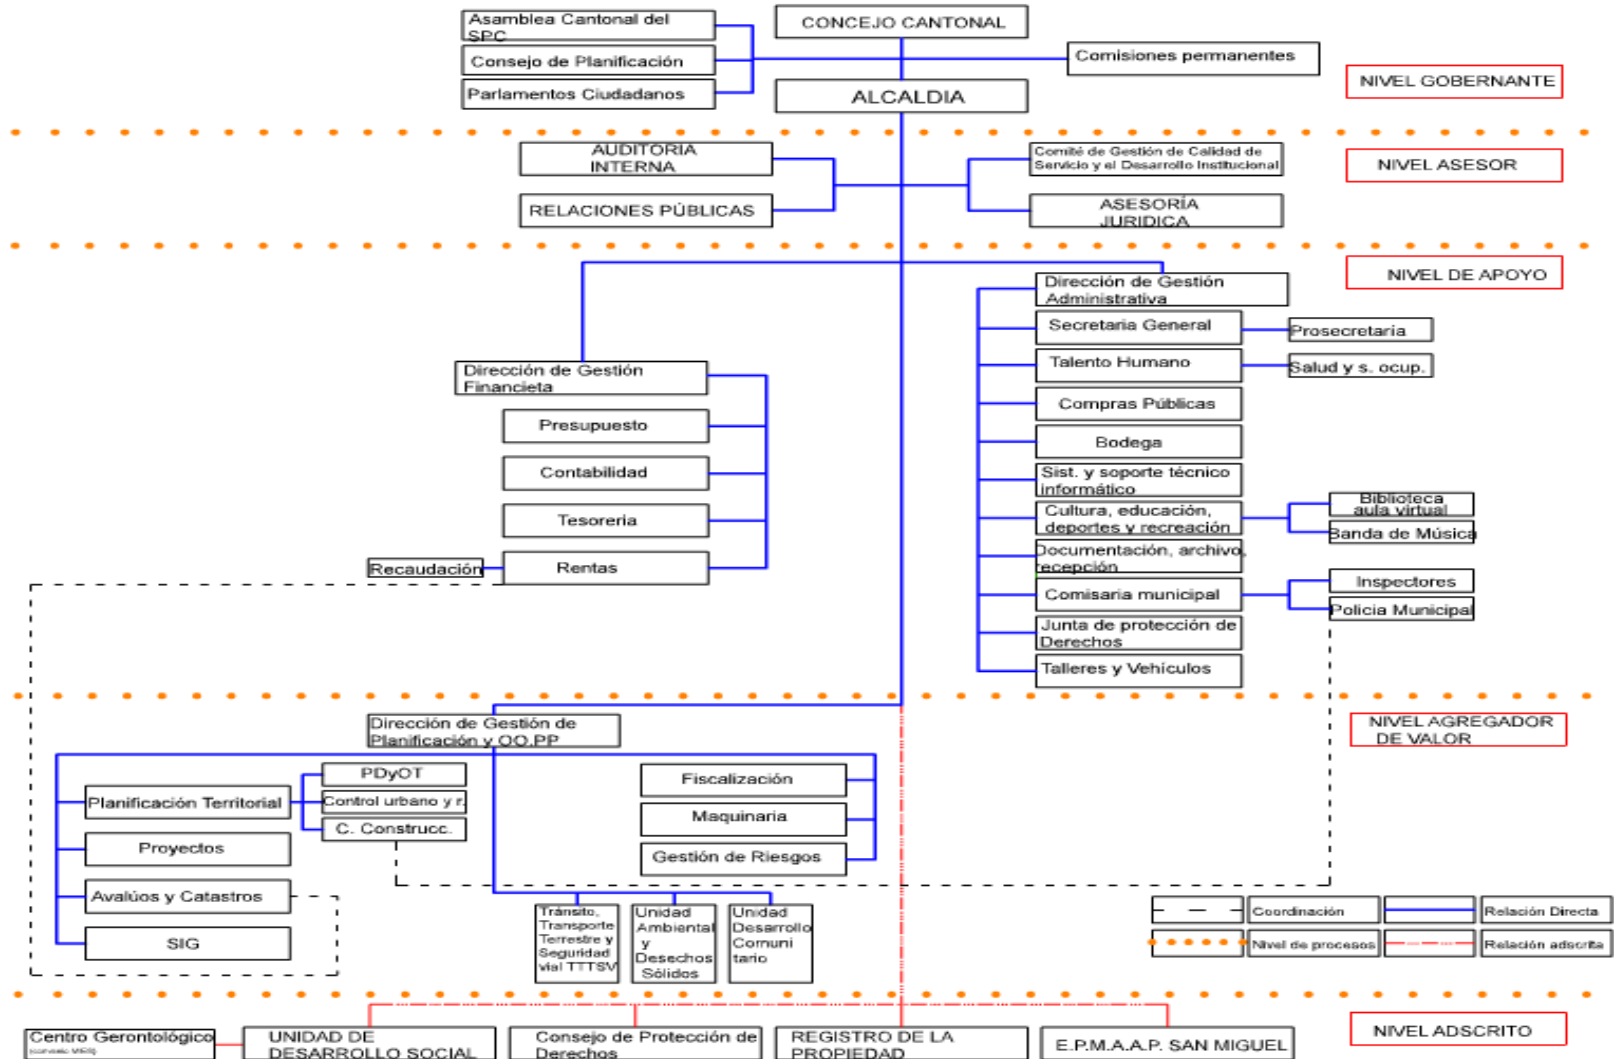 Asamblea Cantonal del
SPC
CONCEJO CANTONAL
Consejo de Planificación
Comisiones permanentes
Parlamentos Ciudadanos
ALCALDIA
NIVEL GOBERNANTE
AUDITORIA
INTERNA
Comité de Gestión de Calidad de
Servicio y el Desarrollo Institucional
NIVEL ASESOR
RELACIONES PÚBLICAS
ASESORÍA
JURIDICA
NIVEL DE APOYO
Dirección de Gestión
Administrativa
Secretaria General
Prosecretaría
Talento Humano
Salud y s. ocup.
Dirección de Gestión
Financieta
Compras Públicas
Presupuesto
Bodega
Contabilidad
Sist. y soporte técnico
informático
Tesoreria
Cultura, educación,
deportes y recreación
Biblioteca
aula virtual
Banda de Música
Recaudación
Rentas
Documentación, archivo,
recepción
Comisaria municipal
Inspectores
Policia Municipal
Junta de protección de
Derechos
Talleres y Vehículos
Dirección de Gestión de
Planificación y OO.PP
NIVEL AGREGADOR
DE VALOR
PDyOT
Planificación Territorial
Control urbano y r.
C. Construcc.
Proyectos
Avalúos y Catastros
SIG
Fiscalización
Maquinaria
Gestión de Riesgos
Tránsito,
Transporte
Terrestre y
Seguridad
vial TTTSV
Unidad
Ambiental
y
Desechos
Sólidos
Unidad
Desarrollo
Comuni
tario
Coordinación
Relación Directa
Nivel de procesos
Relación adscrita
Centro Gerontológico
UNIDAD DE
DESARROLLO SOCIAL
Consejo de Protección de
Derechos
REGISTRO DE LA
PROPIEDAD
E.P.M.A.A.P. SAN MIGUEL
NIVEL ADSCRITO